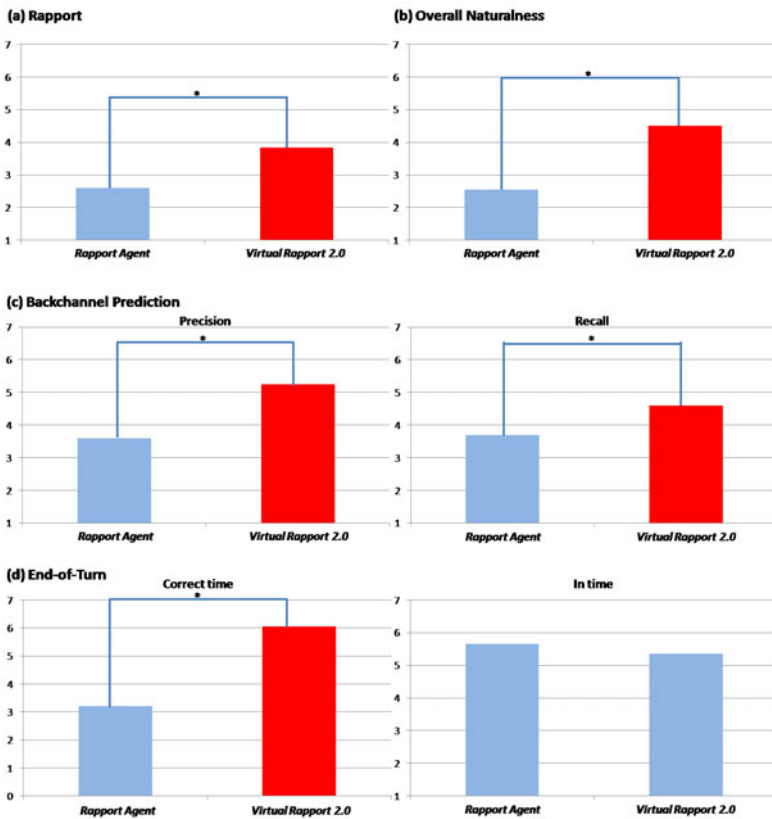 (a) Rapport
7
6
5
4
3
2
1
*
Rapport Agent
Virtual Rapport 2.0
(b) Overall Naturalness
7
6
5
4
3
2
1
*
Rapport Agent
Virtual Rapport 2.0
(c) Backchannel Prediction
Precision
7
6
5
4
3
2
1
*
Rapport Agent
Virtual Rapport 2.0
Recall
7
6
5
4
3
2
1
*
Rapport Agent
Virtual Rapport 2.0
(d) End-of-Turn
Correct time
7
6
5
4
3
2
1
0
*
Rapport Agent
Virtual Rapport 2.0
In time
7
6
5
4
3
2
1
Rapport Agent
Virtual Rapport 2.0